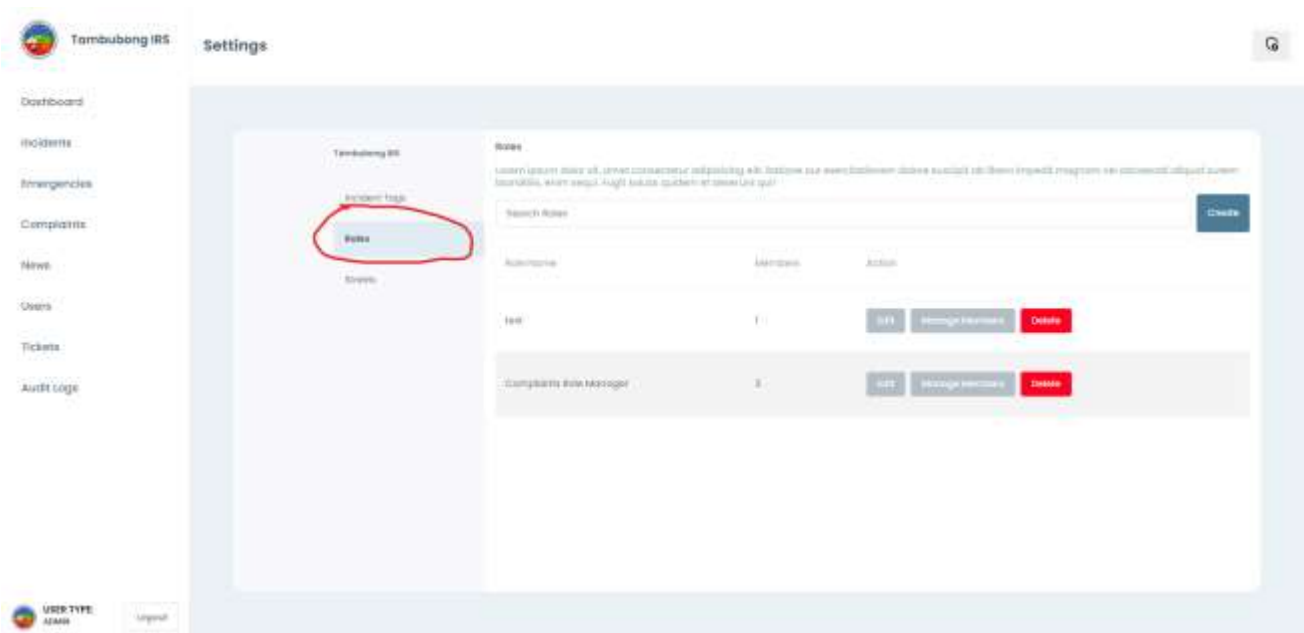 Tambubong IRS
Settings
Dashboard
Incidents
Emergencies
Complaints
News
Users
Tickets
Audit Logs
Tambubong IRS
Incident Tags
Roles
Streets
Roles
Search Roles
Create
Role Name Members Action
test 1 Edit Manage Members Delete
Complaints Role Manager 3 Edit Manage Members Delete
USER TYPE:
ADMIN
Logout